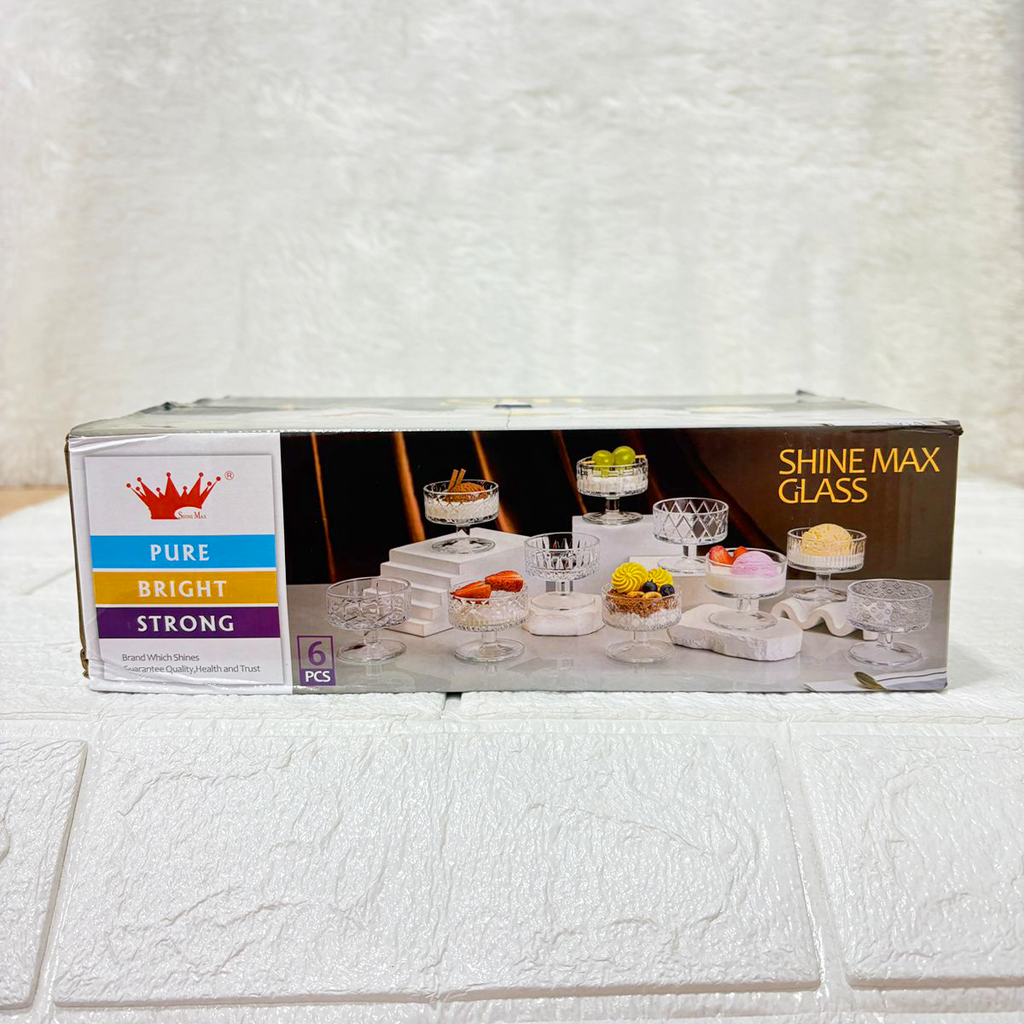 ®
SHINE MAX
PURE
BRIGHT
STRONG
Brand Which Shines
Guarantee Quality,Health and Trust
6
PCS
SHINE MAX
GLASS